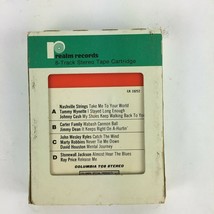 realm records
8-Track Stereo Tape Cartridge
A
Nashville Strings Take Me To Your World
Tammy Wynette I Stayed Long Enough
Johnny Cash My Shoes Keep Walking Back To You
B
Carter Family Wabash Cannon Ball
Jimmy Dean It Keeps Right On A-Hurtin'
C
John Wesley Ryles Catch The Wind
Marty Robbins Never Tie Me Down
David Houston Mental Journey
D
Stonewall Jackson Almost Hear The Blues
Ray Price Release Me
COLUMBIA TC8 STEREO